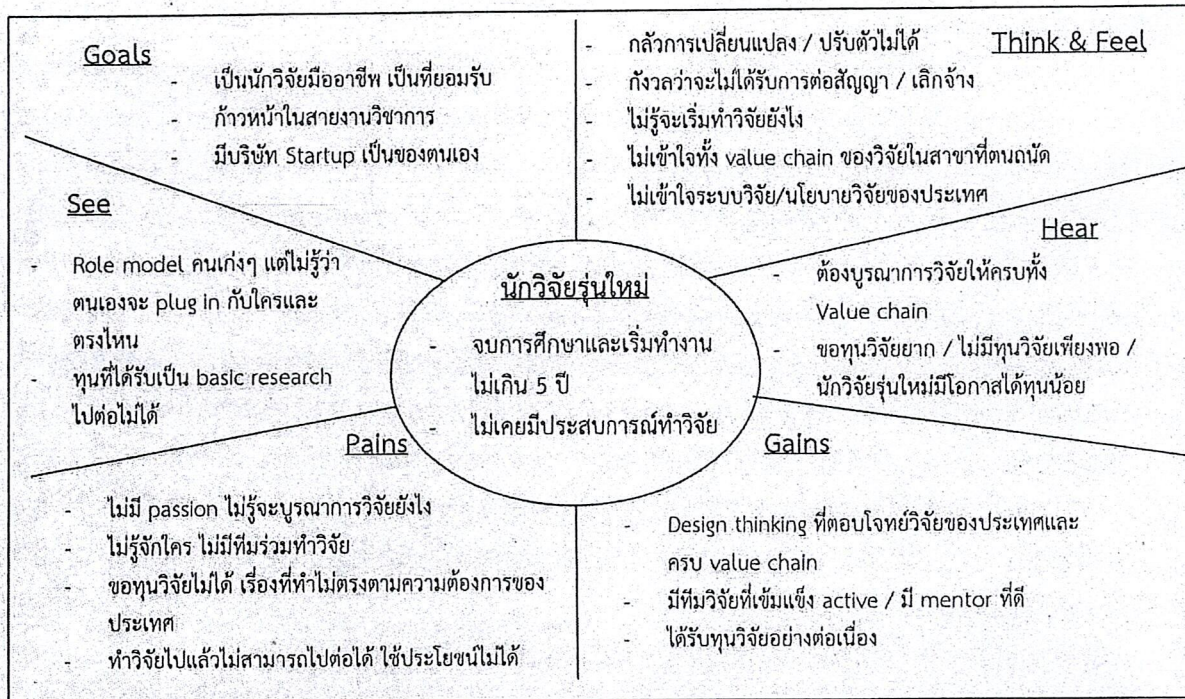 Goals
- เป็นนักวิจัยมืออาชีพ เป็นที่ยอมรับ
- ก้าวหน้าในสายงานวิชาการ
- มีบริษัท Startup เป็นของตนเอง
Think & Feel
- กลัวการเปลี่ยนแปลง / ปรับตัวไม่ได้
- กังวลว่าจะไม่ได้รับการต่อสัญญา / เลิกจ้าง
- ไม่รู้จะเริ่มทำวิจัยยังไง
- ไม่เข้าใจทั้ง value chain ของวิจัยในสาขาที่ตนถนัด
- ไม่เข้าใจระบบวิจัย/นโยบายวิจัยของประเทศ
See
- Role model คนเก่งๆ แต่ไม่รู้ว่า
ตนเองจะ plug in กับใครและ
ตรงไหน
- ทุนที่ได้รับเป็น basic research
ไปต่อไม่ได้
นักวิจัยรุ่นใหม่
- จบการศึกษาและเริ่มทำงาน
ไม่เกิน 5 ปี
- ไม่เคยมีประสบการณ์ทำวิจัย
Hear
- ต้องบูรณาการวิจัยให้ครบทั้ง
Value chain
- ขอทุนวิจัยยาก / ไม่มีทุนวิจัยเพียงพอ /
นักวิจัยรุ่นใหม่มีโอกาสได้ทุนน้อย
Pains
- ไม่มี passion ไม่รู้จะบูรณาการวิจัยยังไง
- ไม่รู้จักใคร ไม่มีทีมร่วมทำวิจัย
- ขอทุนวิจัยไม่ได้ เรื่องที่ทำไม่ตรงตามความต้องการของ
ประเทศ
- ทำวิจัยไปแล้วไม่สามารถไปต่อได้ ใช้ประโยชน์ไม่ได้
Gains
- Design thinking ที่ตอบโจทย์วิจัยของประเทศและ
ครบ value chain
- มีทีมวิจัยที่เข้มแข็ง active / มี mentor ที่ดี
- ได้รับทุนวิจัยอย่างต่อเนื่อง